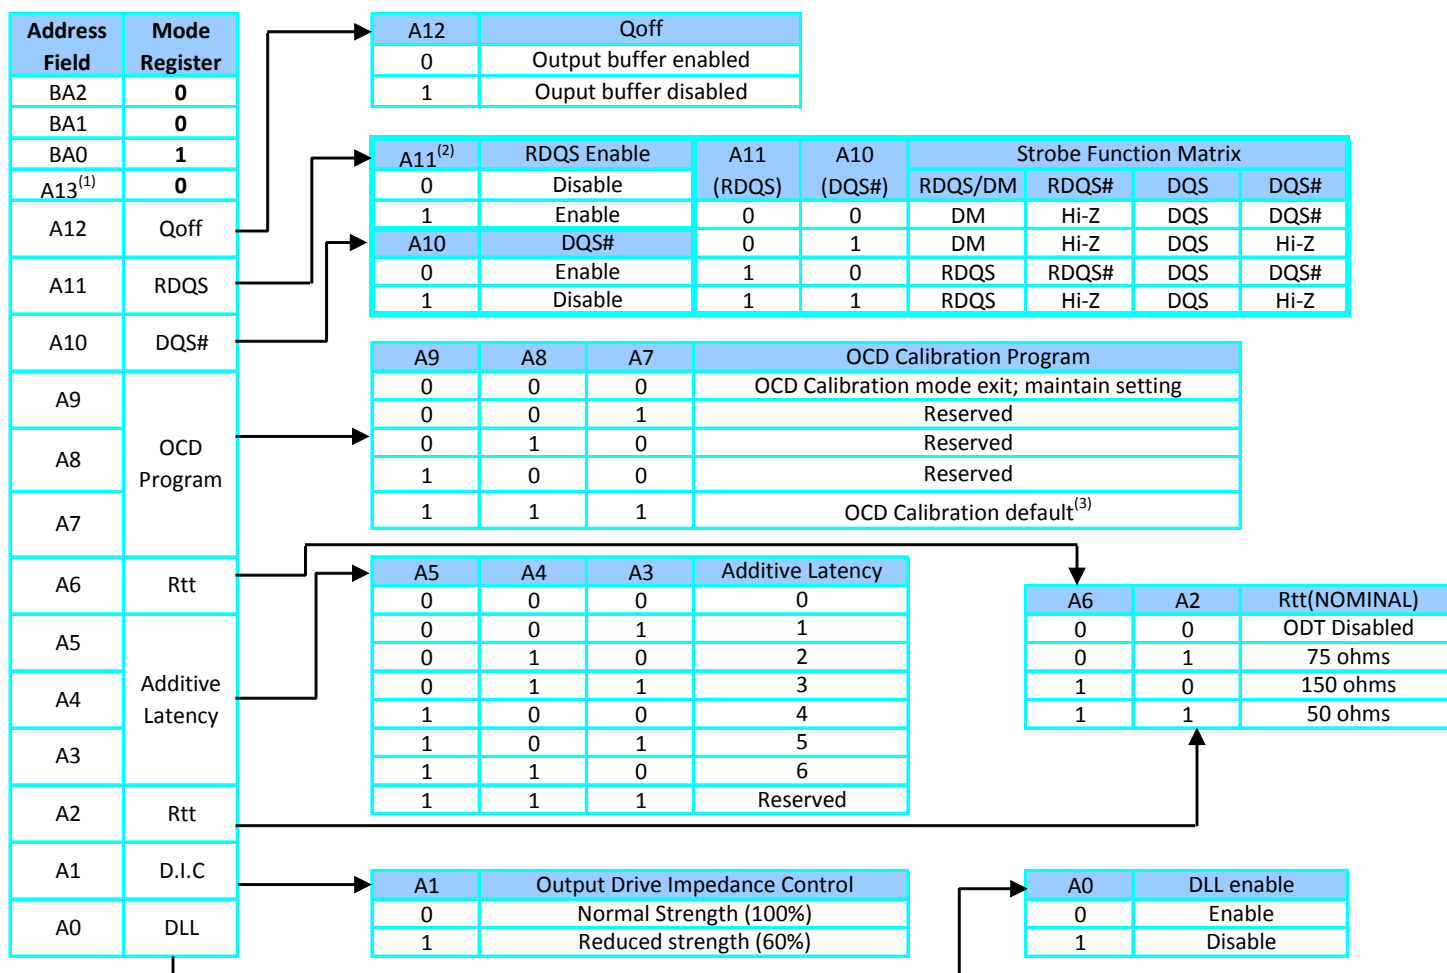 Address Field Mode Register
BA2 0
BA1 0
BA0 1
A13(1) 0
A12 Qoff
A11 RDQS
A10 DQS#
A9
A8 OCD Program
A7
A6 Rtt
A5
A4 Additive Latency
A3
A2 Rtt
A1 D.I.C
A0 DLL
A12 Qoff
0 Output buffer enabled
1 Ouput buffer disabled
A11(2) RDQS Enable
0 Disable
1 Enable
A10 DQS#
0 Enable
1 Disable
A11 A10 Strobe Function Matrix
(RDQS) (DQS#) RDQS/DM RDQS# DQS DQS#
0 0 DM Hi-Z DQS DQS#
0 1 DM Hi-Z DQS Hi-Z
1 0 RDQS RDQS# DQS DQS#
1 1 RDQS Hi-Z DQS Hi-Z
A9 A8 A7 OCD Calibration Program
0 0 0 OCD Calibration mode exit; maintain setting
0 0 1 Reserved
0 1 0 Reserved
1 0 0 Reserved
1 1 1 OCD Calibration default(3)
A5 A4 A3 Additive Latency
0 0 0 0
0 0 1 1
0 1 0 2
0 1 1 3
1 0 0 4
1 0 1 5
1 1 0 6
1 1 1 Reserved
A6 A2 Rtt(NOMINAL)
0 0 ODT Disabled
0 1 75 ohms
1 0 150 ohms
1 1 50 ohms
A1 Output Drive Impedance Control
0 Normal Strength (100%)
1 Reduced strength (60%)
A0 DLL enable
0 Enable
1 Disable